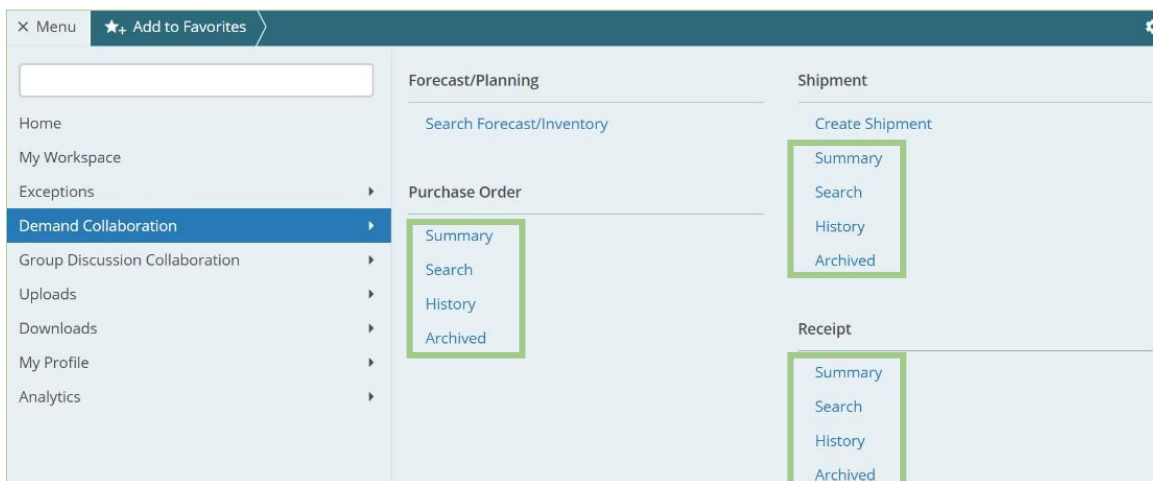 × Menu
★+ Add to Favorites
Home
My Workspace
Exceptions
Demand Collaboration
Group Discussion Collaboration
Uploads
Downloads
My Profile
Analytics
Forecast/Planning
Search Forecast/Inventory
Purchase Order
Summary
Search
History
Archived
Shipment
Create Shipment
Summary
Search
History
Archived
Receipt
Summary
Search
History
Archived